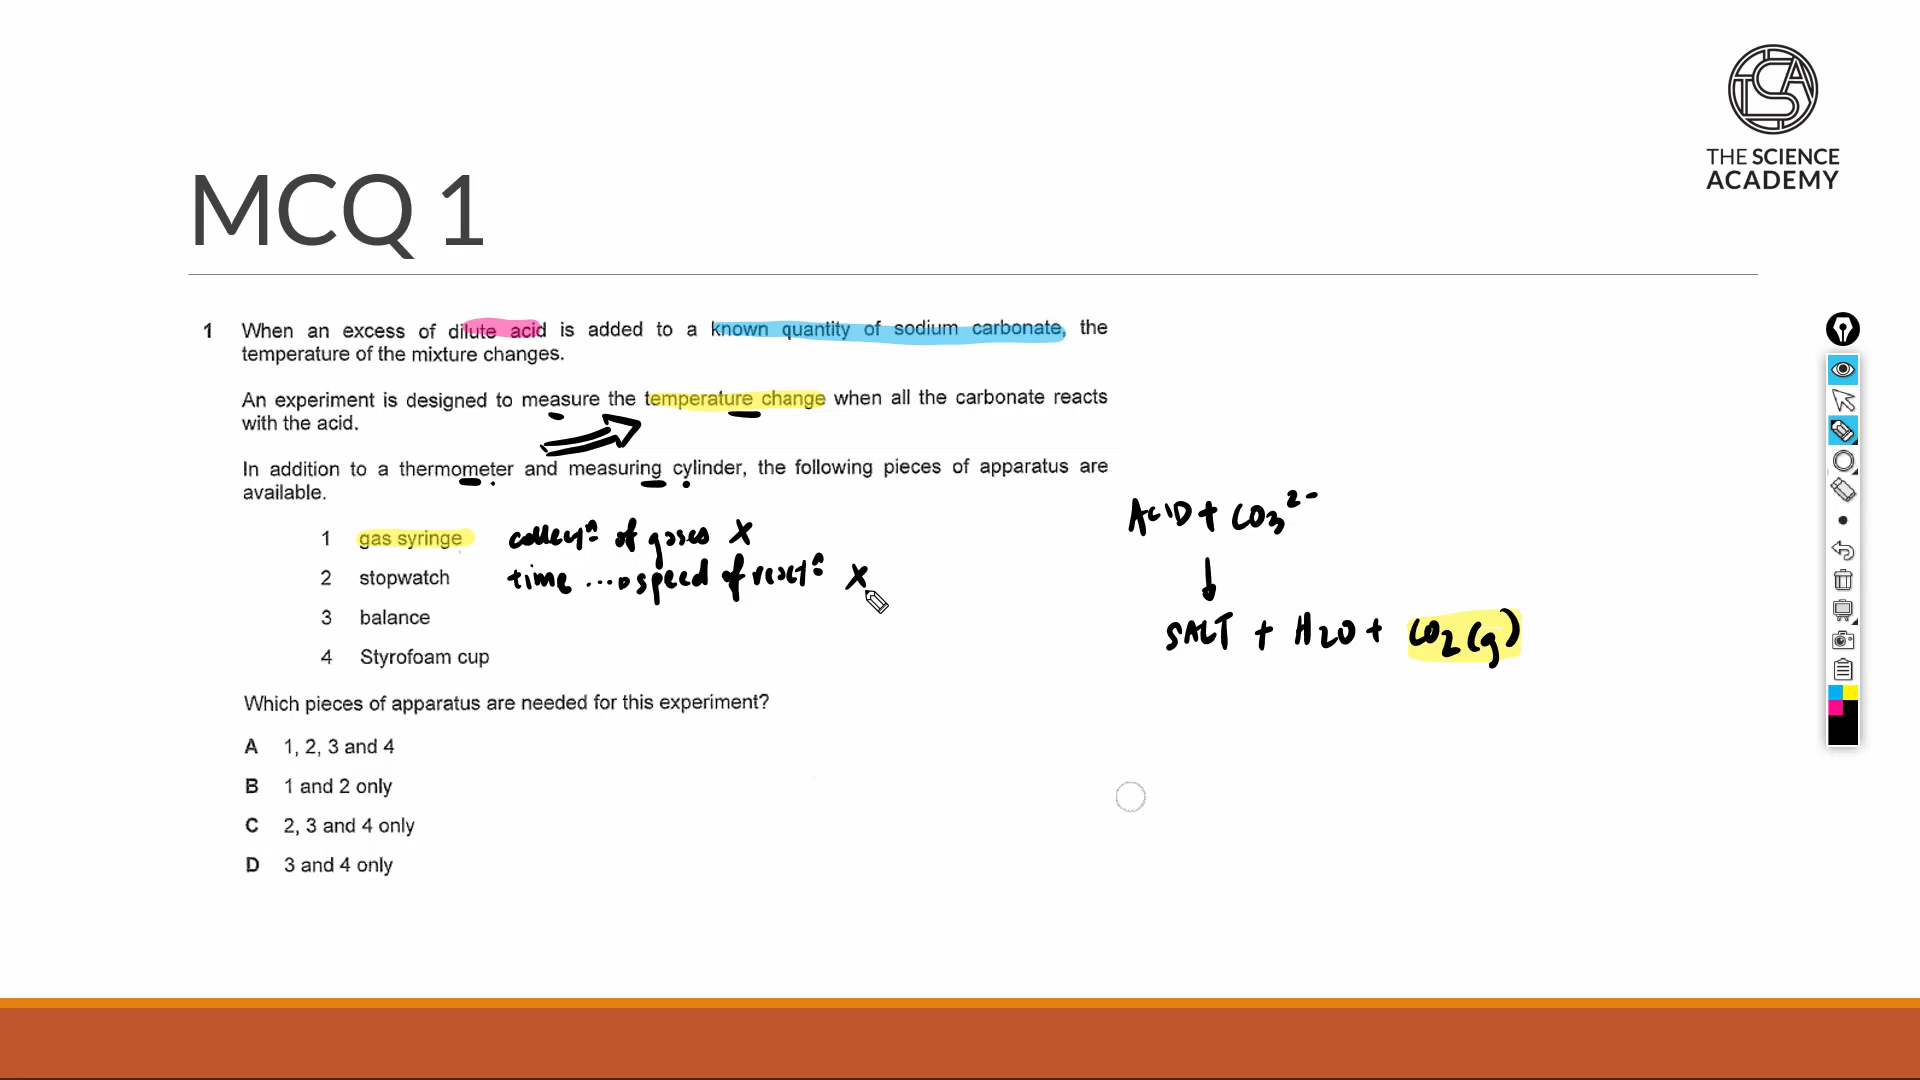 THE SCIENCE
ACADEMY
MCQ 1
1 When an excess of dilute acid is added to a known quantity of sodium carbonate, the
temperature of the mixture changes.
An experiment is designed to measure the temperature change when all the carbonate reacts
with the acid.
In addition to a thermometer and measuring cylinder, the following pieces of apparatus are
available.
1 gas syringe collectⁿ of gases X
2 stopwatch time ... speed of reactⁿ X
3 balance
4 Styrofoam cup
ACID + CO3 2-
↓
SALT + H2O + CO2 (g)
Which pieces of apparatus are needed for this experiment?
A 1, 2, 3 and 4
B 1 and 2 only
C 2, 3 and 4 only
D 3 and 4 only